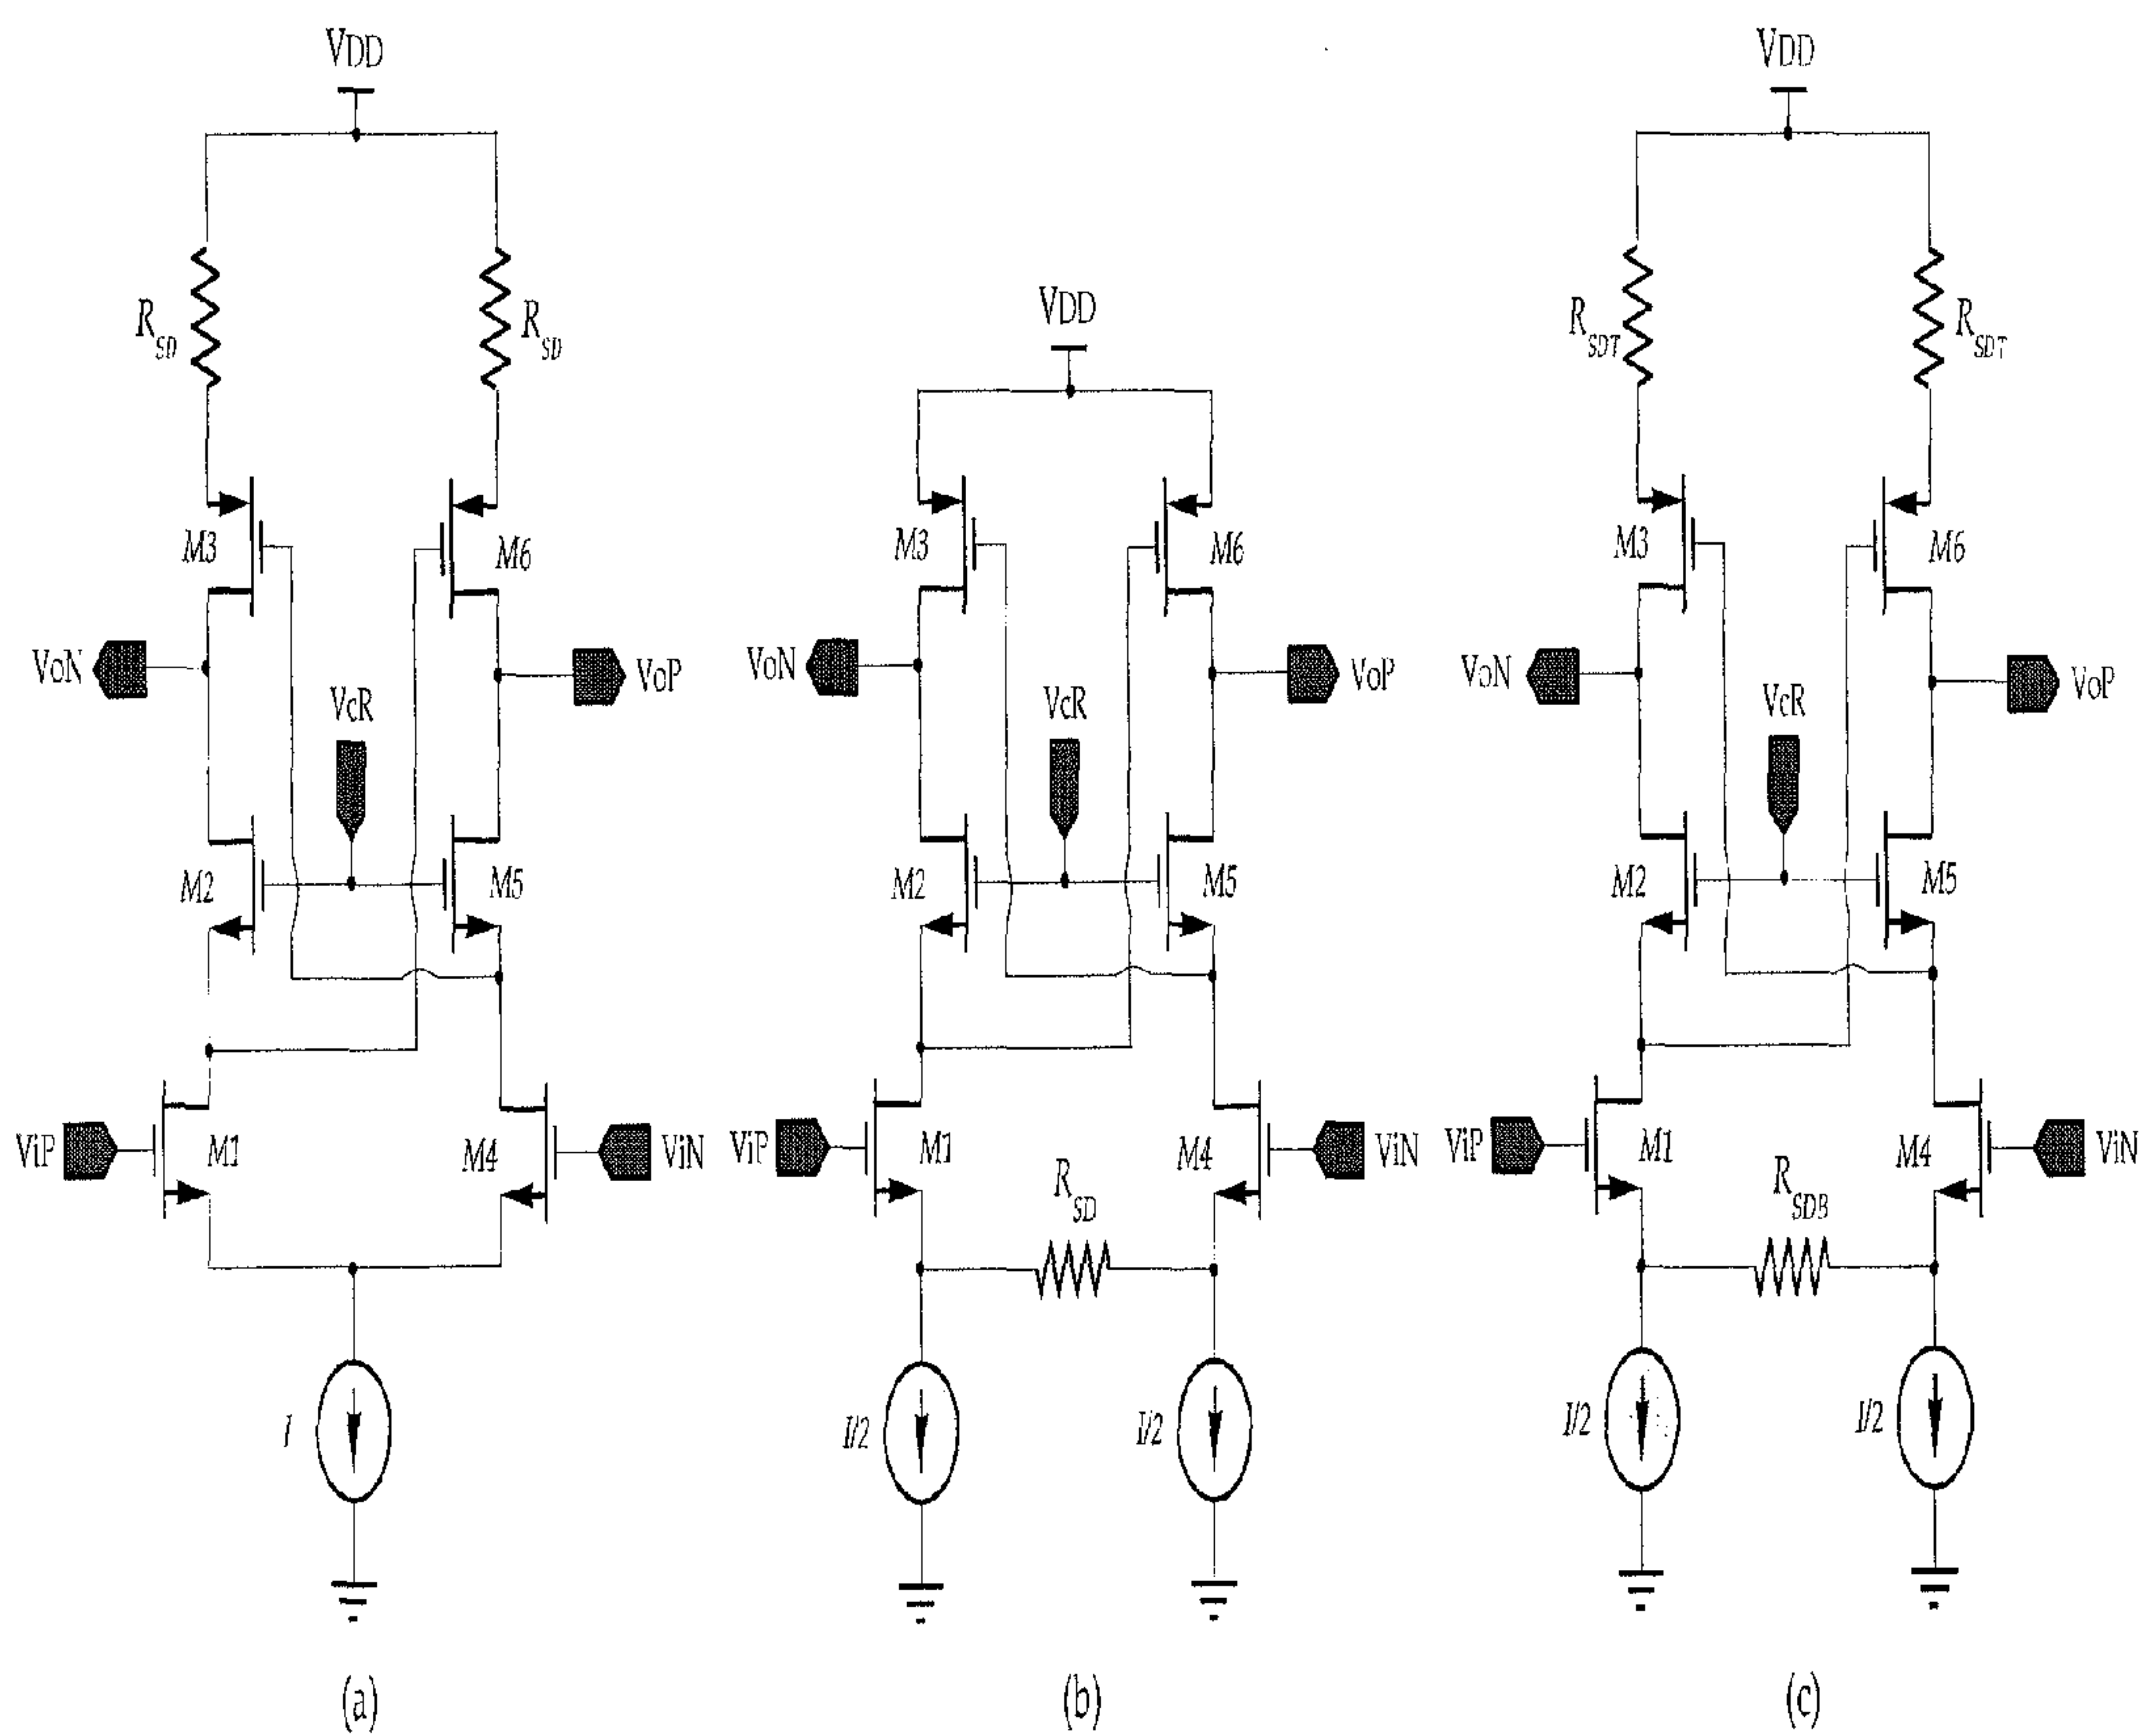 VDD
RSD
RSD
M3
M6
VoN
VoP
VcR
M2
M5
ViP
M1
M4
ViN
I
(a)
VDD
M3
M6
VoN
VoP
VcR
M2
M5
ViP
M1
M4
ViN
RSD
I/2
I/2
(b)
VDD
RSDT
RSDT
M3
M6
VoN
VoP
VcR
M2
M5
ViP
M1
M4
ViN
RSDB
I/2
I/2
(c)